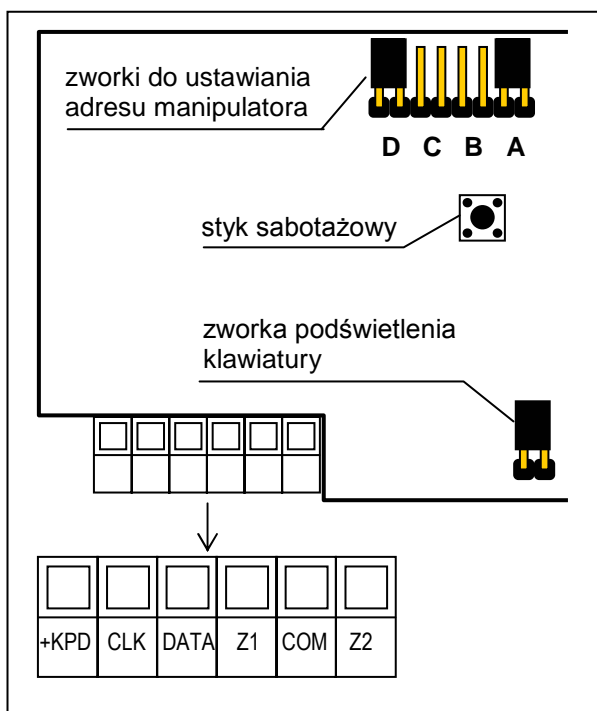 zworki do ustawiania
adresu manipulatora
D C B A
styk sabotażowy
zworka podświetlenia
klawiatury
+KPD CLK DATA Z1 COM Z2